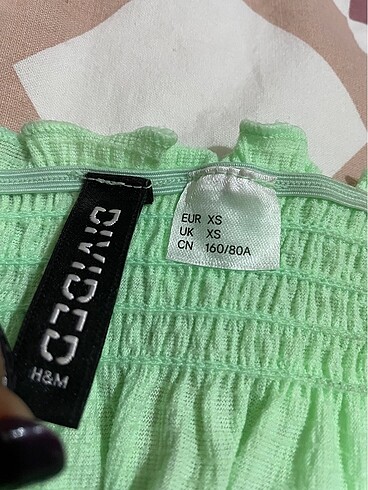 DIVIDED
H&M
EUR XS
UK XS
CN 160/80A